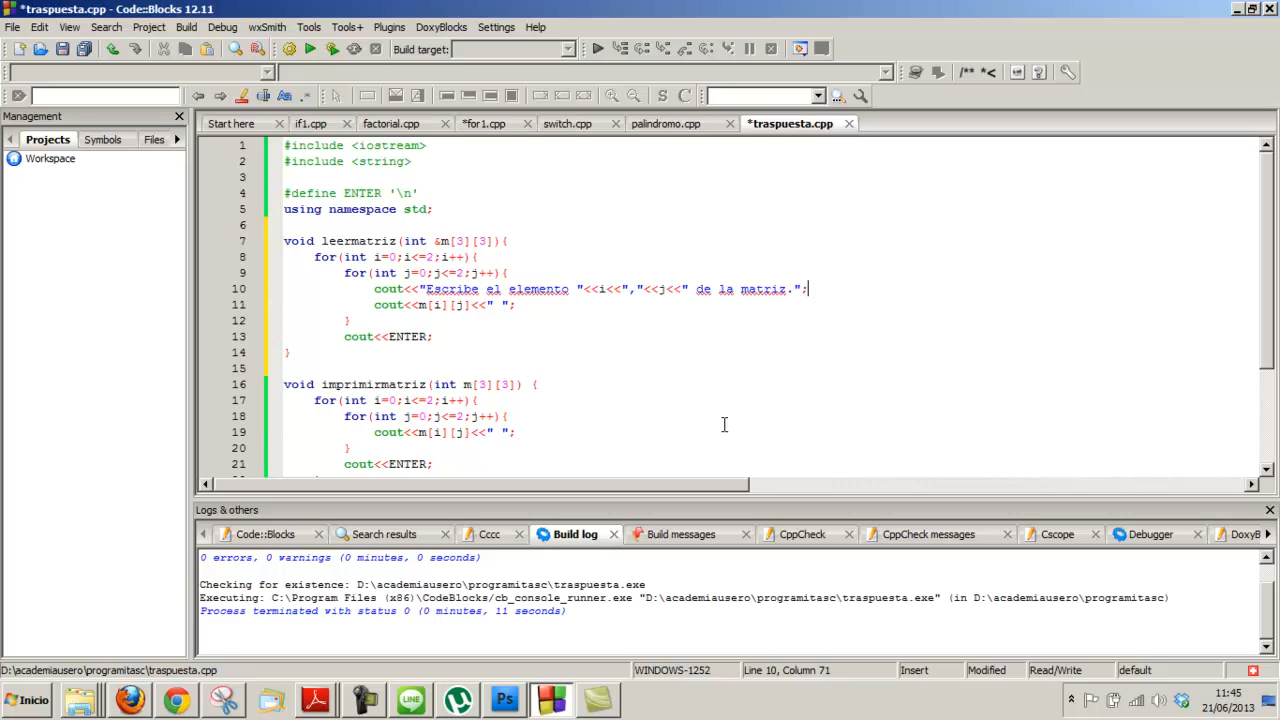 *traspuesta.cpp - Code::Blocks 12.11
File Edit View Search Project Build Debug wxSmith Tools Tools+ Plugins DoxyBlocks Settings Help
Build target:
/** *<
S C
Management
Start here if1.cpp factorial.cpp *for1.cpp switch.cpp palindromo.cpp *traspuesta.cpp
Projects Symbols Files
Workspace
1 #include <iostream>
2 #include <string>
3
4 #define ENTER '\n'
5 using namespace std;
6
7 void leermatriz(int &m[3][3]){
8 for(int i=0;i<=2;i++){
9 for(int j=0;j<=2;j++){
10 cout<<"Escribe el elemento "<<i<<","<<j<<" de la matriz.";
11 cout<<m[i][j]<<" ";
12 }
13 cout<<ENTER;
14 }
15
16 void imprimirmatriz(int m[3][3]) {
17 for(int i=0;i<=2;i++){
18 for(int j=0;j<=2;j++){
19 cout<<m[i][j]<<" ";
20 }
21 cout<<ENTER;
Logs & others
Code::Blocks Search results Cccc Build log Build messages CppCheck CppCheck messages Cscope Debugger DoxyB
0 errors, 0 warnings (0 minutes, 0 seconds)
Checking for existence: D:\academiausero\programitasc\traspuesta.exe
Executing: C:\Program Files (x86)\CodeBlocks/cb_console_runner.exe "D:\academiausero\programitasc\traspuesta.exe" (in D:\academiausero\programitasc)
Process terminated with status 0 (0 minutes, 11 seconds)
D:\academiausero\programitasc\traspuesta.cpp WINDOWS-1252 Line 10, Column 71 Insert Modified Read/Write default
Inicio LINE Ps 11:45
21/06/2013